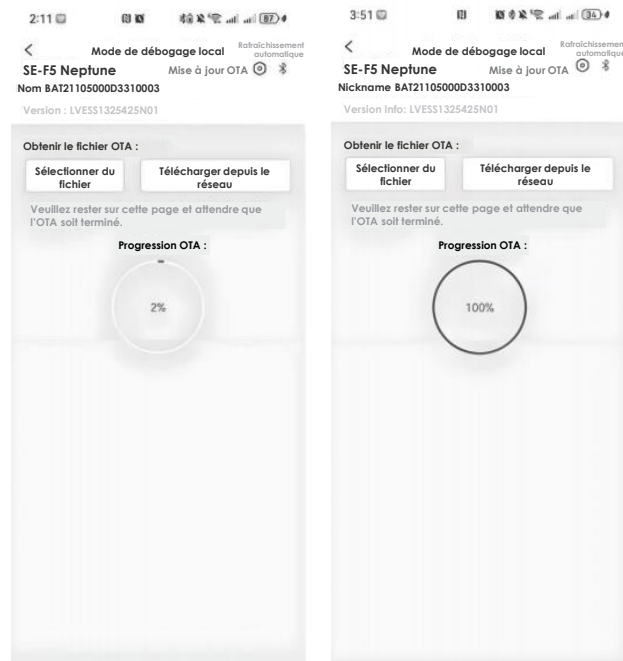 2:11
87
Mode de débogage local
Rafraîchissement
automatique
SE-F5 Neptune
Mise à jour OTA
Nom BAT21105000D3310003
Version : LVESS1325425N01
Obtenir le fichier OTA :
Sélectionner du
fichier
Télécharger depuis le
réseau
Veuillez rester sur cette page et attendre que
l'OTA soit terminé.
Progression OTA :
2%
3:51
34
Mode de débogage local
Rafraîchissement
automatique
SE-F5 Neptune
Mise à jour OTA
Nickname BAT21105000D3310003
Version Info: LVESS1325425N01
Obtenir le fichier OTA :
Sélectionner du
fichier
Télécharger depuis le
réseau
Veuillez rester sur cette page et attendre que
l'OTA soit terminé.
Progression OTA :
100%